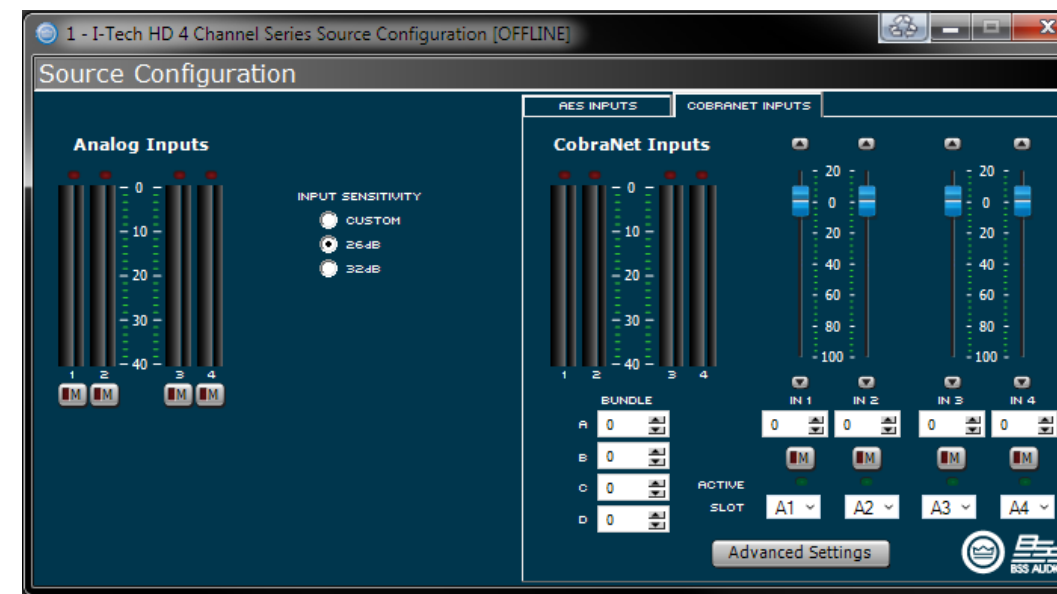 1 - I-Tech HD 4 Channel Series Source Configuration [OFFLINE]
Source Configuration
AES INPUTS COBRANET INPUTS
Analog Inputs
0
10
20
30
40
1 2 3 4
M M M M
INPUT SENSITIVITY
CUSTOM
26dB
32dB
CobraNet Inputs
0
10
20
30
40
1 2 3 4
20 20
0 0
20 20
40 40
60 60
80 80
100 100
BUNDLE
A 0
B 0
C 0
D 0
IN 1 IN 2 IN 3 IN 4
0 0 0 0
M M M M
ACTIVE
SLOT A1 A2 A3 A4
Advanced Settings
BSS AUDIO